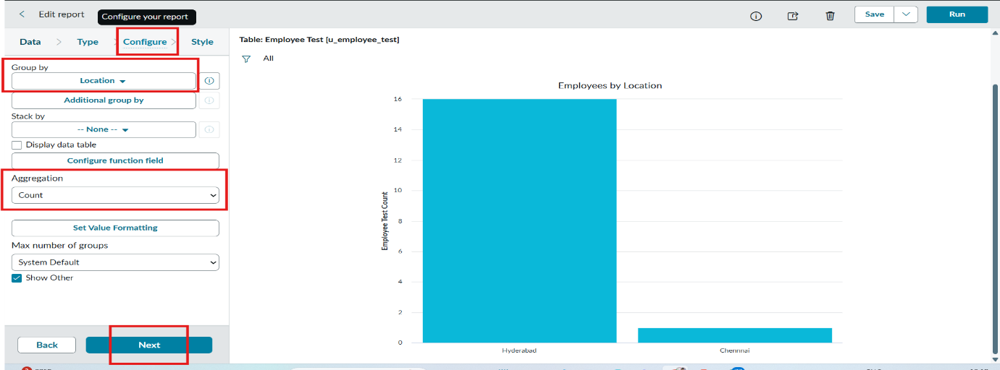 Edit report
Configure your report
Save
Run
Data
Type
Configure
Style
Table: Employee Test [u_employee_test]
All
Group by
Location
Additional group by
Stack by
-- None --
Display data table
Configure function field
Aggregation
Count
Set Value Formatting
Max number of groups
System Default
Show Other
Back
Next
Employees by Location
Employee Test Count
16
14
12
10
8
6
4
2
0
Hyderabad
Chennnai